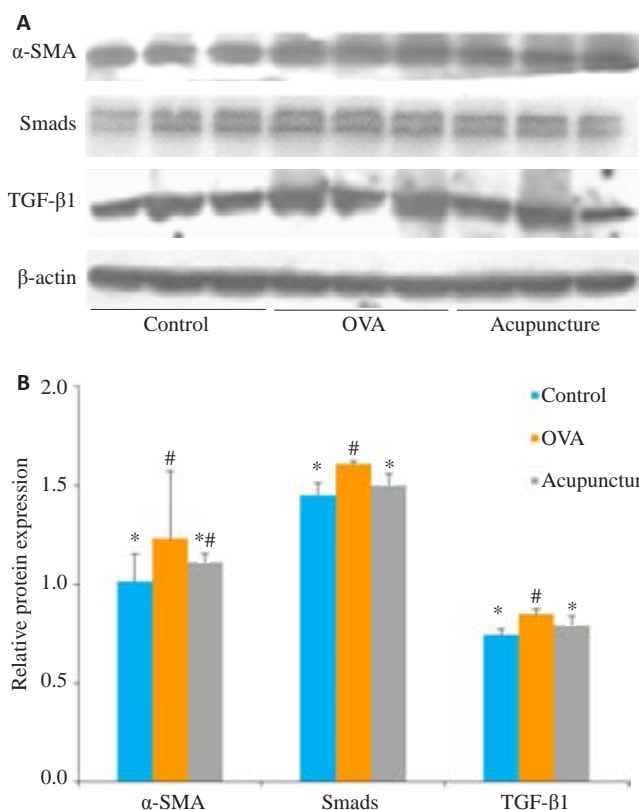 A
α-SMA
Smads
TGF-β1
β-actin
Control OVA Acupuncture
B
2.0
1.5
1.0
0.5
0.0
Relative protein expression
Control
OVA
Acupunctur
* # *#
* # *
* # *
α-SMA Smads TGF-β1